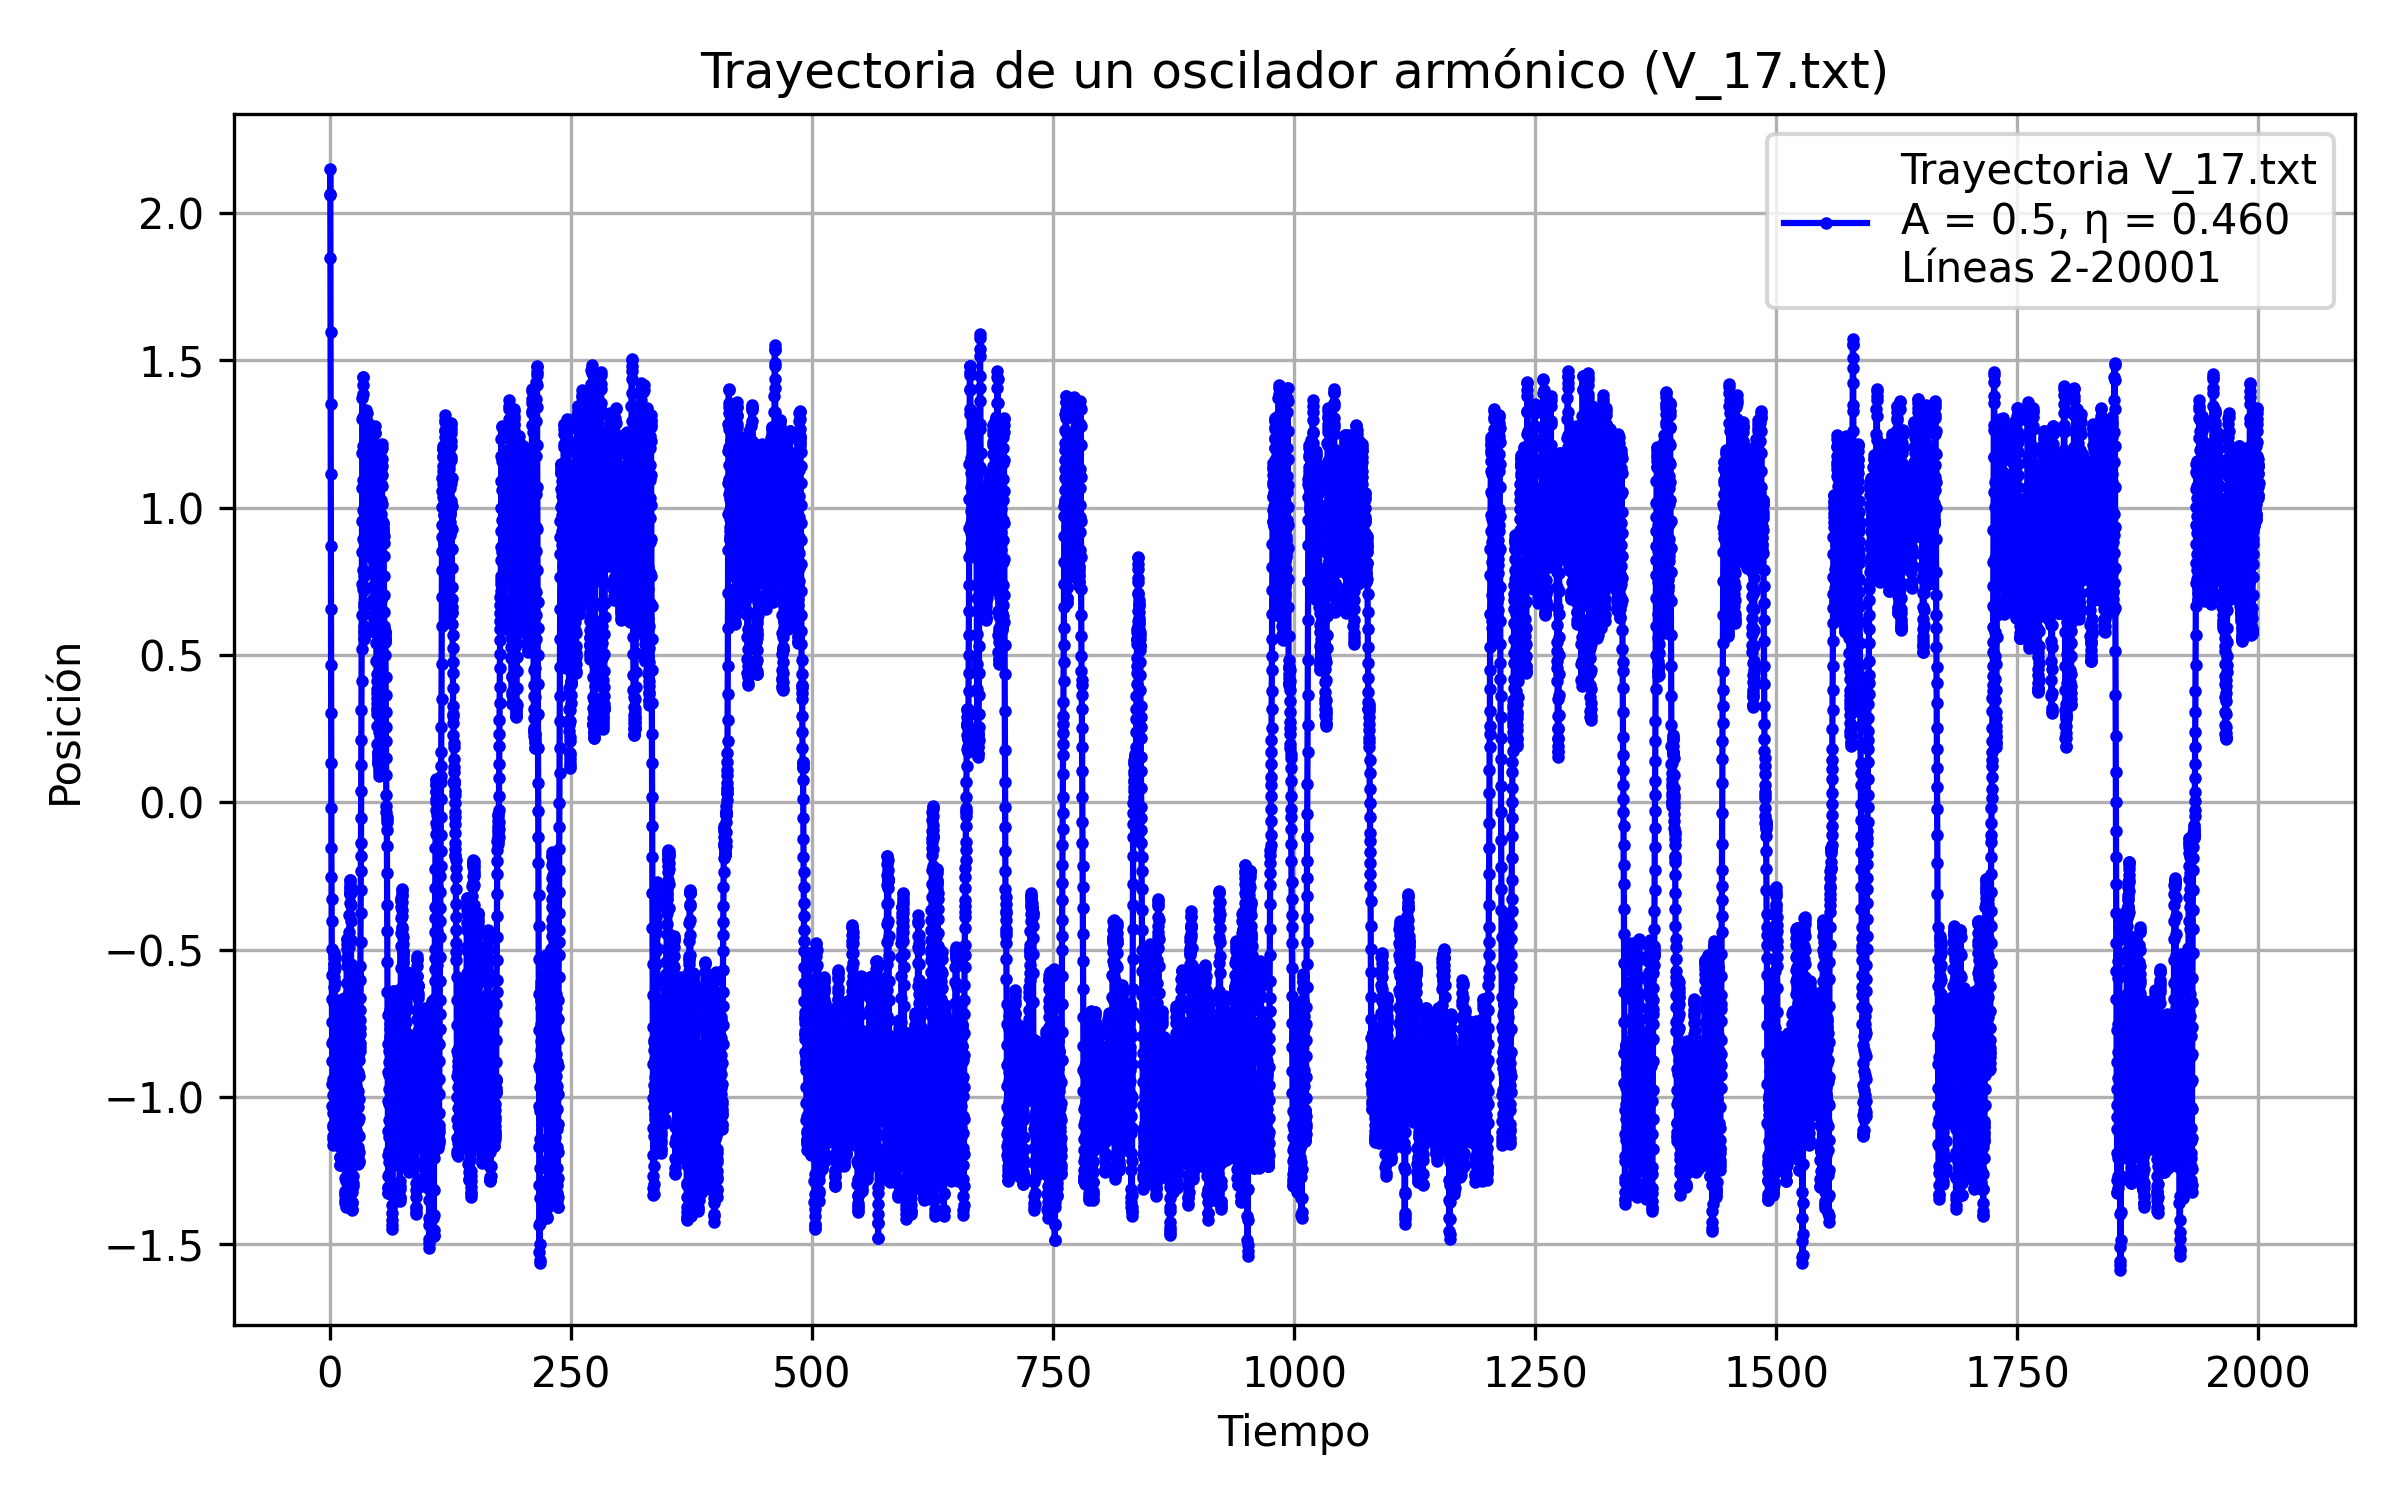 Trayectoria de un oscilador armónico (V_17.txt)
Trayectoria V_17.txt
A = 0.5, η = 0.460
Líneas 2-20001
Posición
2.0
1.5
1.0
0.5
0.0
−0.5
−1.0
−1.5
0 250 500 750 1000 1250 1500 1750 2000
Tiempo